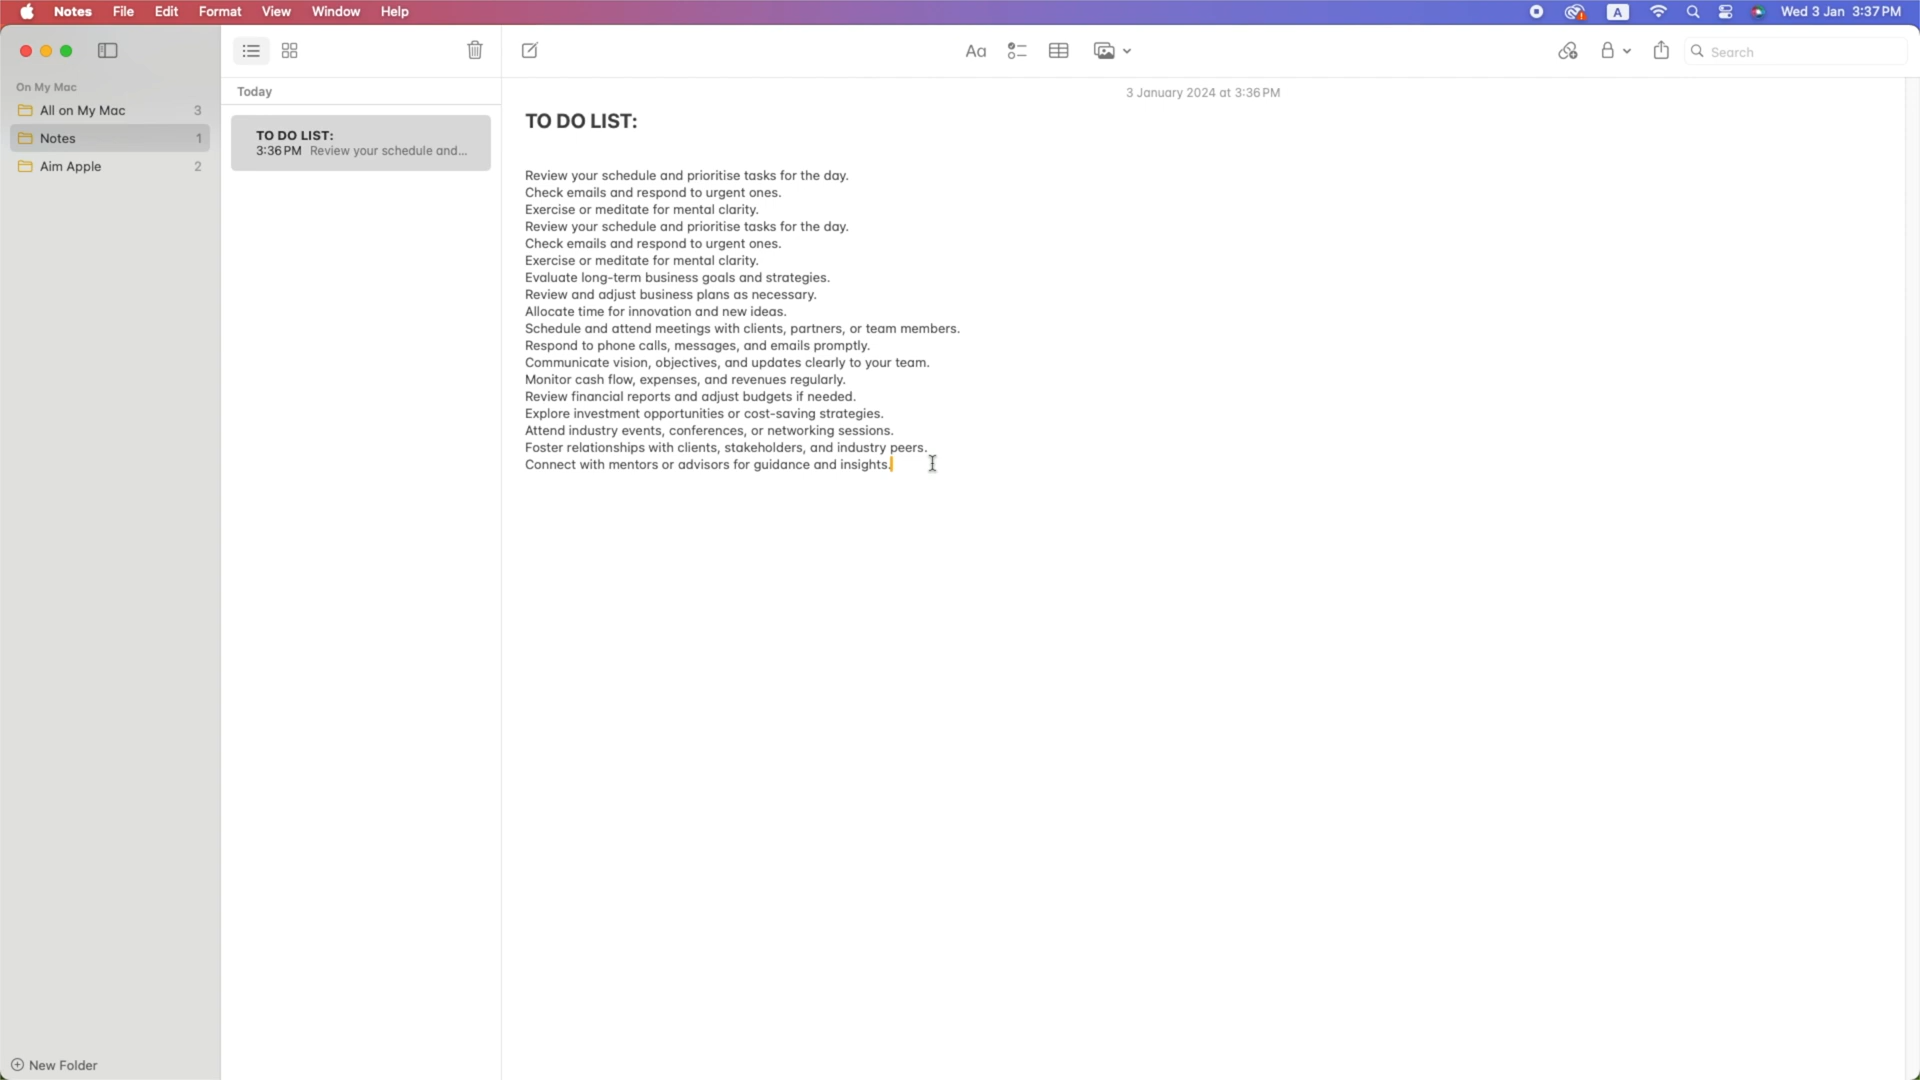 Notes File Edit Format View Window Help A Wed 3 Jan 3:37 PM
Search
On My Mac
All on My Mac 3
Notes 1
Aim Apple 2
New Folder
Today
TO DO LIST:
3:36 PM Review your schedule and...
Aa
3 January 2024 at 3:36 PM
TO DO LIST:
Review your schedule and prioritise tasks for the day.
Check emails and respond to urgent ones.
Exercise or meditate for mental clarity.
Review your schedule and prioritise tasks for the day.
Check emails and respond to urgent ones.
Exercise or meditate for mental clarity.
Evaluate long-term business goals and strategies.
Review and adjust business plans as necessary.
Allocate time for innovation and new ideas.
Schedule and attend meetings with clients, partners, or team members.
Respond to phone calls, messages, and emails promptly.
Communicate vision, objectives, and updates clearly to your team.
Monitor cash flow, expenses, and revenues regularly.
Review financial reports and adjust budgets if needed.
Explore investment opportunities or cost-saving strategies.
Attend industry events, conferences, or networking sessions.
Foster relationships with clients, stakeholders, and industry peers.
Connect with mentors or advisors for guidance and insights.